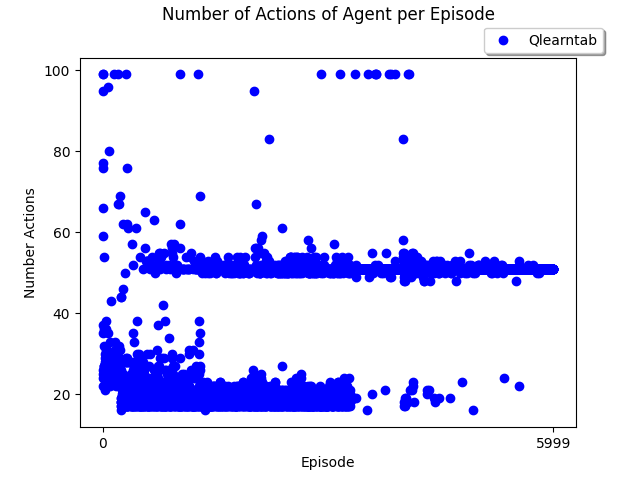 Number of Actions of Agent per Episode
Qlearntab
100
80
60
40
20
Number Actions
0
5999
Episode